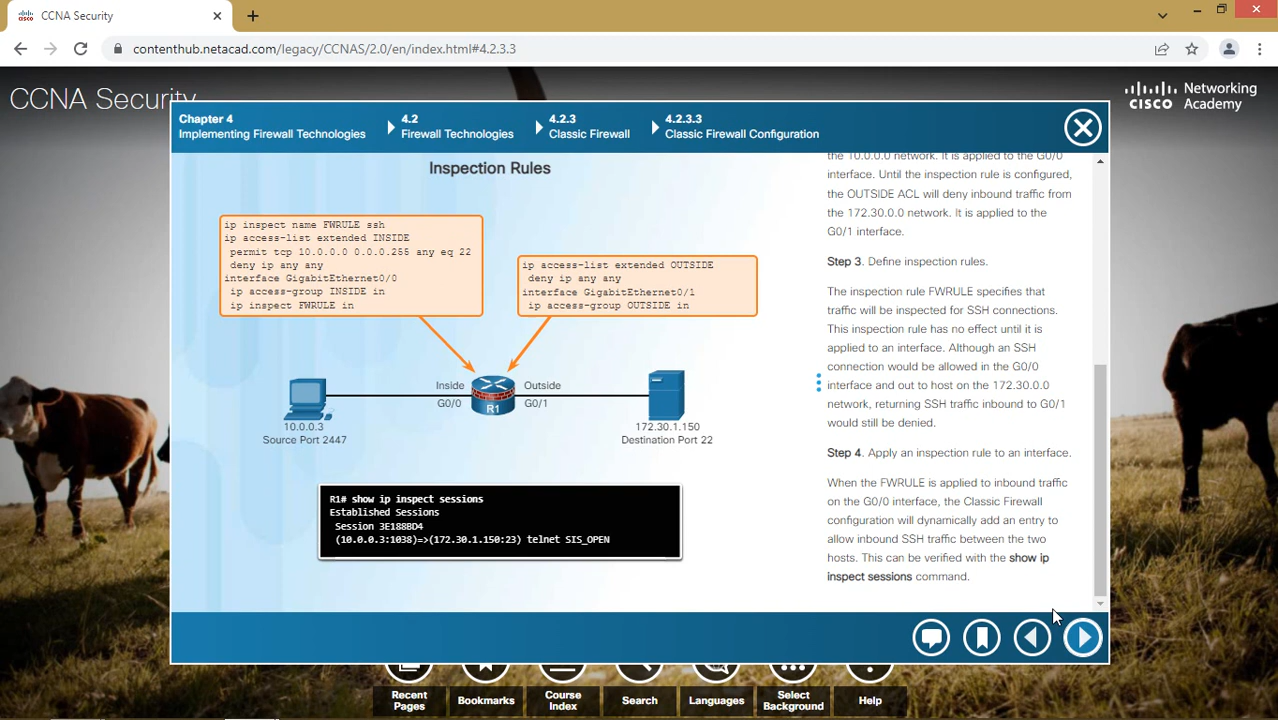 CCNA Security
contenthub.netacad.com/legacy/CCNAS/2.0/en/index.html#4.2.3.3
CCNA Security
Networking
CISCO Academy
Chapter 4
Implementing Firewall Technologies
4.2
Firewall Technologies
4.2.3
Classic Firewall
4.2.3.3
Classic Firewall Configuration
Inspection Rules
ip inspect name FWRULE ssh
ip access-list extended INSIDE
permit tcp 10.0.0.0 0.0.0.255 any eq 22
deny ip any any
interface GigabitEthernet0/0
ip access-group INSIDE in
ip inspect FWRULE in
ip access-list extended OUTSIDE
deny ip any any
interface GigabitEthernet0/1
ip access-group OUTSIDE in
Inside
G0/0
R1
Outside
G0/1
10.0.0.3
Source Port 2447
172.30.1.150
Destination Port 22
R1# show ip inspect sessions
Established Sessions
Session 3E188BD4
(10.0.0.3:1038)=>(172.30.1.150:23) telnet SIS_OPEN
the 10.0.0.0 network. It is applied to the G0/0
interface. Until the inspection rule is configured,
the OUTSIDE ACL will deny inbound traffic from
the 172.30.0.0 network. It is applied to the
G0/1 interface.
Step 3. Define inspection rules.
The inspection rule FWRULE specifies that
traffic will be inspected for SSH connections.
This inspection rule has no effect until it is
applied to an interface. Although an SSH
connection would be allowed in the G0/0
interface and out to host on the 172.30.0.0
network, returning SSH traffic inbound to G0/1
would still be denied.
Step 4. Apply an inspection rule to an interface.
When the FWRULE is applied to inbound traffic
on the G0/0 interface, the Classic Firewall
configuration will dynamically add an entry to
allow inbound SSH traffic between the two
hosts. This can be verified with the show ip
inspect sessions command.
Recent
Pages
Bookmarks
Course
Index
Search
Languages
Select
Background
Help